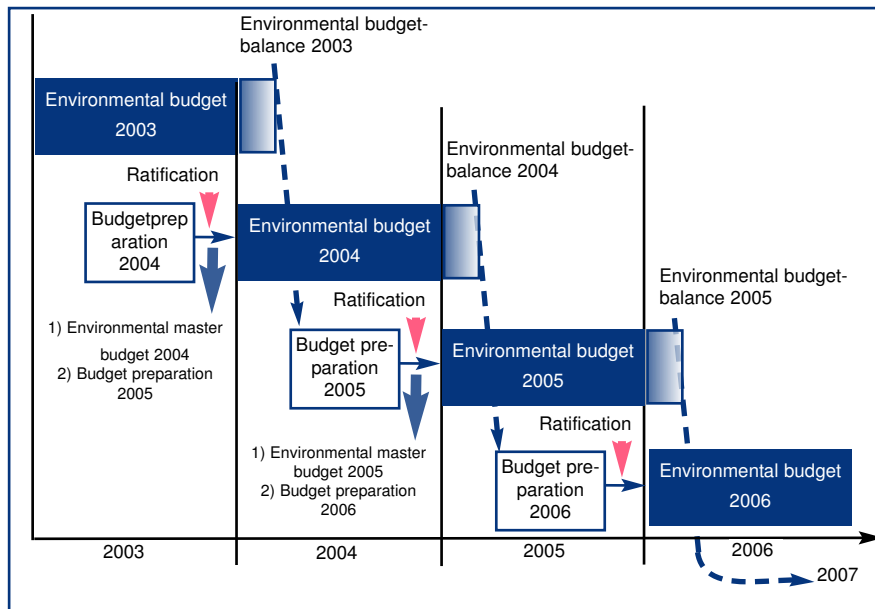 Environmental budget-
balance 2003
Environmental budget
2003
Ratification
Budgetprep
aration
2004
1) Environmental master
budget 2004
2) Budget preparation
2005
Environmental budget-
balance 2004
Environmental budget
2004
Ratification
Budget pre-
paration
2005
1) Environmental master
budget 2005
2) Budget preparation
2006
Environmental budget-
balance 2005
Environmental budget
2005
Ratification
Budget pre-
paration
2006
Environmental budget
2006
2003
2004
2005
2006
2007